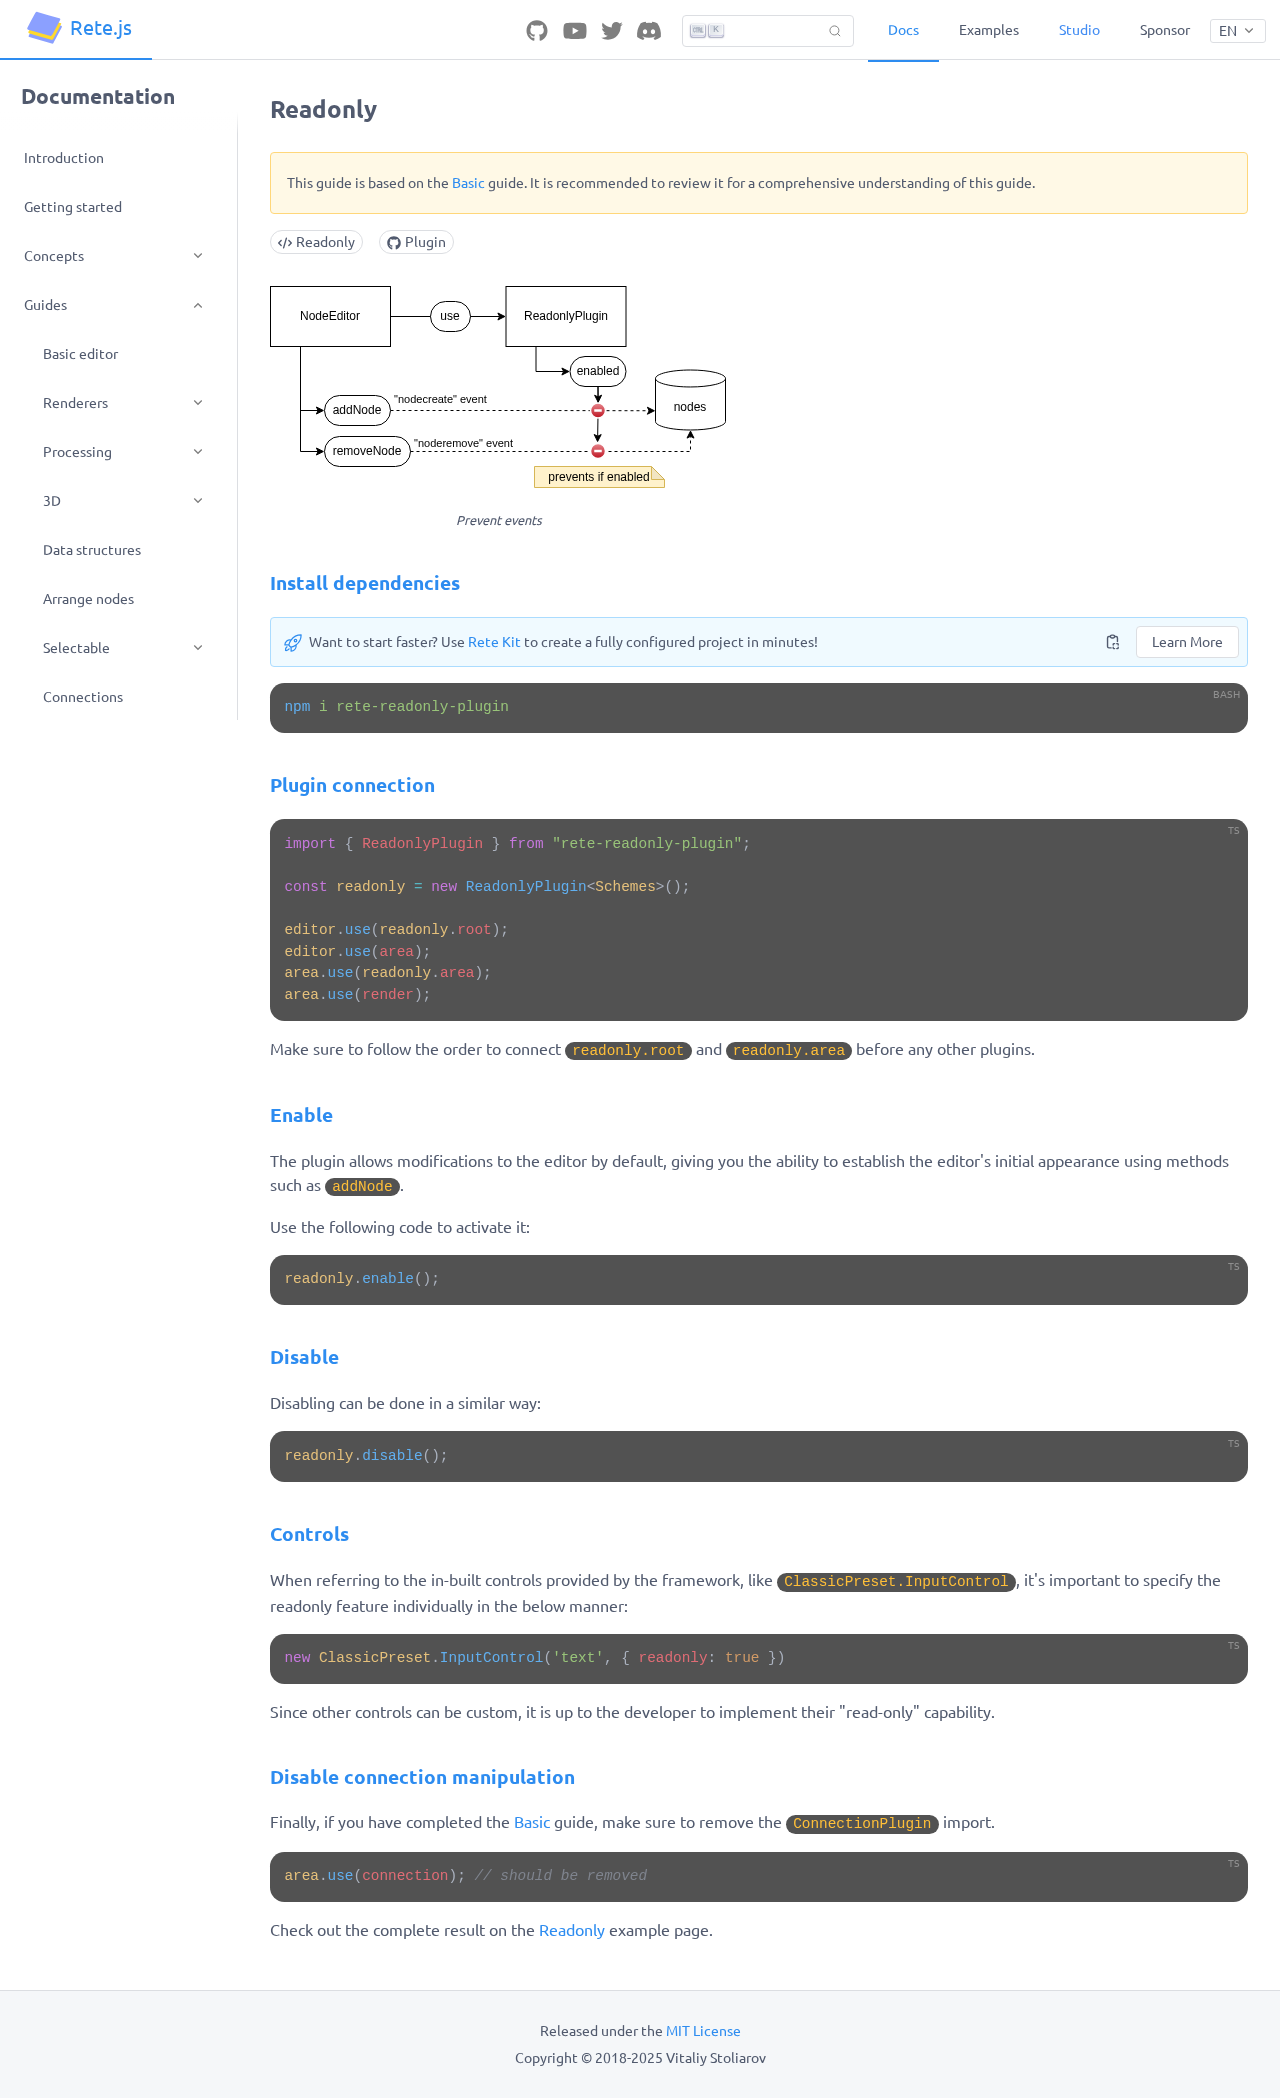 Rete.js
K
Docs
Examples
Studio
Sponsor
EN
Documentation
Introduction
Getting started
Concepts
Guides
Basic editor
Renderers
Processing
3D
Data structures
Arrange nodes
Selectable
Connections
Readonly
This guide is based on the Basic guide. It is recommended to review it for a comprehensive understanding of this guide.
Readonly
Plugin
NodeEditor
use
ReadonlyPlugin
enabled
addNode
"nodecreate" event
nodes
removeNode
"noderemove" event
prevents if enabled
Prevent events
Install dependencies
Want to start faster? Use Rete Kit to create a fully configured project in minutes!
Learn More
BASH
npm i rete-readonly-plugin
Plugin connection
TS
import { ReadonlyPlugin } from "rete-readonly-plugin";
const readonly = new ReadonlyPlugin<Schemes>();
editor.use(readonly.root);
editor.use(area);
area.use(readonly.area);
area.use(render);
Make sure to follow the order to connect readonly.root and readonly.area before any other plugins.
Enable
The plugin allows modifications to the editor by default, giving you the ability to establish the editor's initial appearance using methods
such as addNode.
Use the following code to activate it:
TS
readonly.enable();
Disable
Disabling can be done in a similar way:
TS
readonly.disable();
Controls
When referring to the in-built controls provided by the framework, like ClassicPreset.InputControl, it's important to specify the
readonly feature individually in the below manner:
TS
new ClassicPreset.InputControl('text', { readonly: true })
Since other controls can be custom, it is up to the developer to implement their "read-only" capability.
Disable connection manipulation
Finally, if you have completed the Basic guide, make sure to remove the ConnectionPlugin import.
TS
area.use(connection); // should be removed
Check out the complete result on the Readonly example page.
Released under the MIT License
Copyright © 2018-2025 Vitaliy Stoliarov